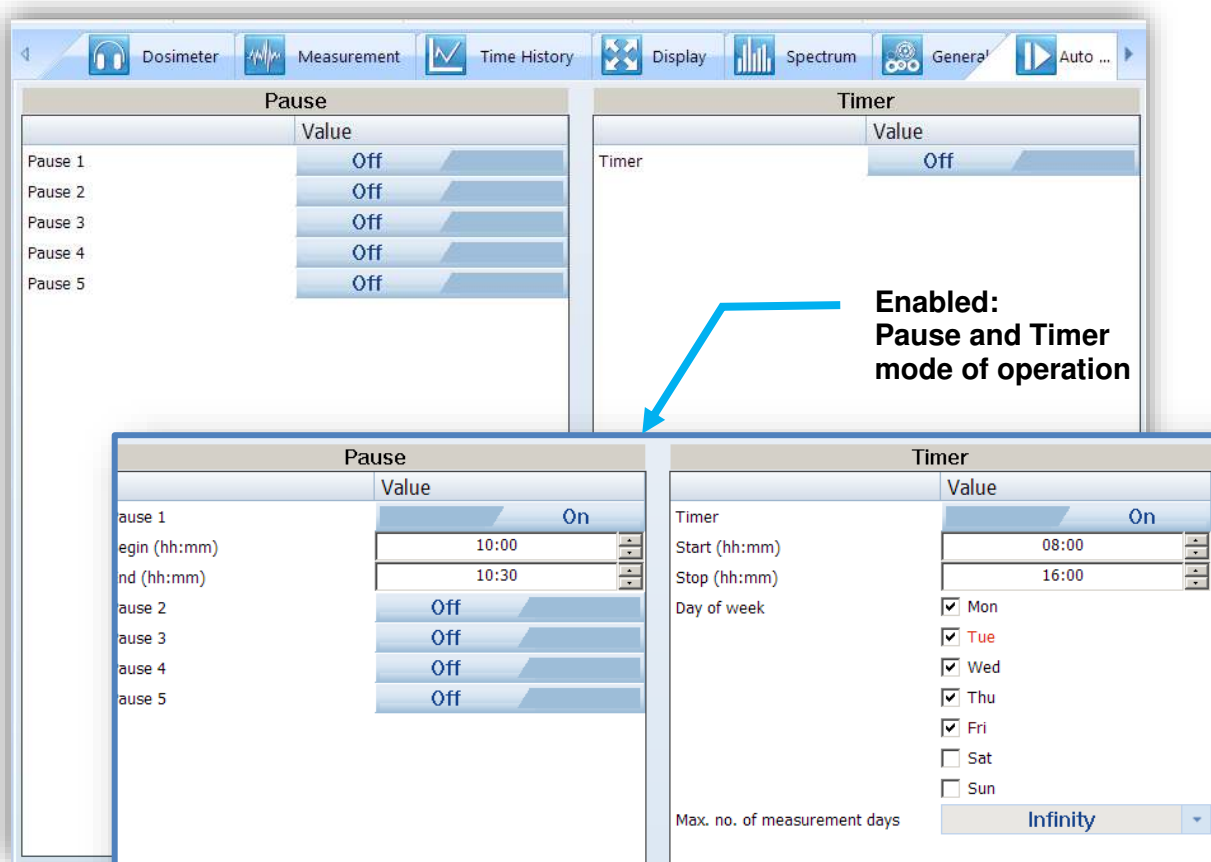 Dosimeter Measurement Time History Display Spectrum General Auto ...
Pause Timer
Value Value
Pause 1 Off Timer Off
Pause 2 Off
Pause 3 Off
Pause 4 Off
Pause 5 Off
Enabled:
Pause and Timer
mode of operation
Pause Timer
Value Value
ause 1 On Timer On
egin (hh:mm) 10:00 Start (hh:mm) 08:00
nd (hh:mm) 10:30 Stop (hh:mm) 16:00
ause 2 Off Day of week Mon
ause 3 Off Tue
ause 4 Off Wed
ause 5 Off Thu
Fri
Sat
Sun
Max. no. of measurement days Infinity